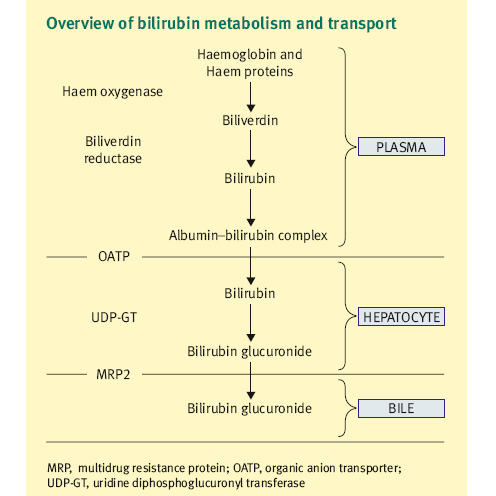 Overview of bilirubin metabolism and transport
Haemoglobin and
Haem proteins
Haem oxygenase
Biliverdin
Biliverdin
reductase
PLASMA
Bilirubin
Albumin–bilirubin complex
OATP
Bilirubin
UDP-GT
HEPATOCYTE
Bilirubin glucuronide
MRP2
Bilirubin glucuronide
BILE
MRP, multidrug resistance protein; OATP, organic anion transporter;
UDP-GT, uridine diphosphoglucuronyl transferase